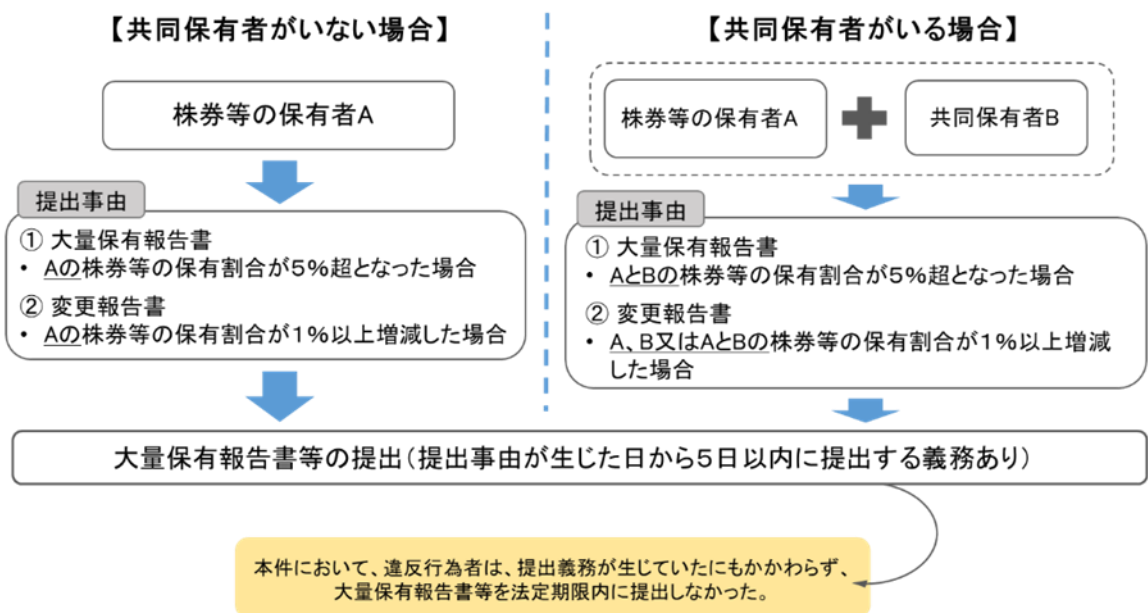 【共同保有者がいない場合】
株券等の保有者A
提出事由
① 大量保有報告書
・ Aの株券等の保有割合が5%超となった場合
② 変更報告書
・ Aの株券等の保有割合が1%以上増減した場合
【共同保有者がいる場合】
株券等の保有者A
共同保有者B
提出事由
① 大量保有報告書
・ AとBの株券等の保有割合が5%超となった場合
② 変更報告書
・ A、B又はAとBの株券等の保有割合が1%以上増減
した場合
大量保有報告書等の提出(提出事由が生じた日から5日以内に提出する義務あり)
本件において、違反行為者は、提出義務が生じていたにもかかわらず、
大量保有報告書等を法定期限内に提出しなかった。